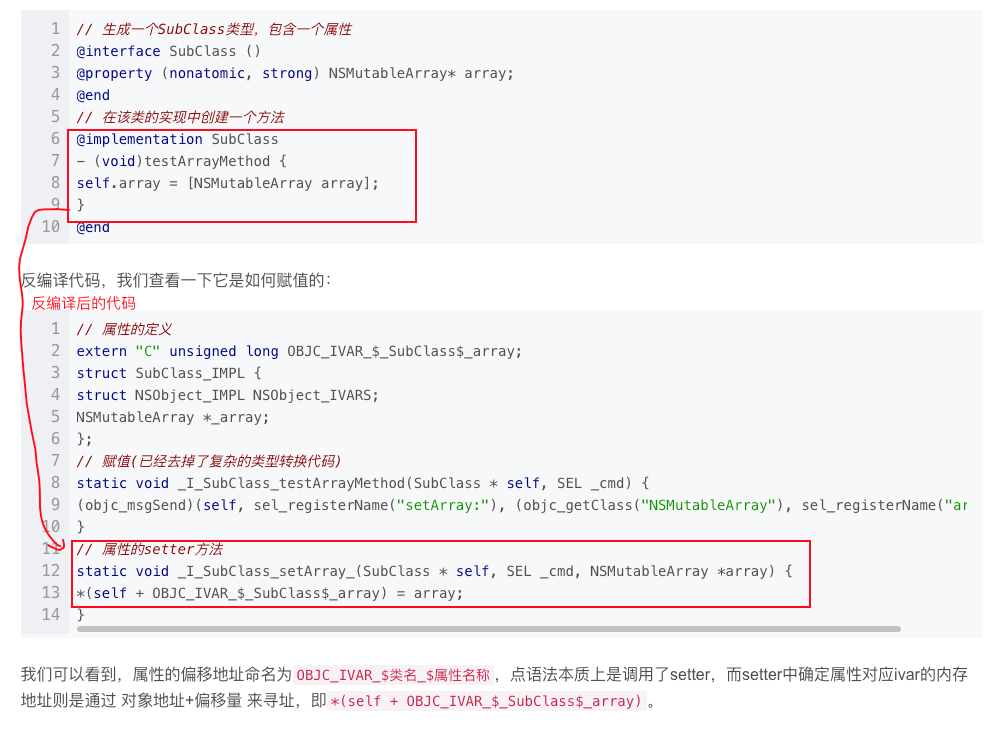 1 // 生成一个SubClass类型，包含一个属性
2 @interface SubClass ()
3 @property (nonatomic, strong) NSMutableArray* array;
4 @end
5 // 在该类的实现中创建一个方法
6 @implementation SubClass
7 - (void)testArrayMethod {
8 self.array = [NSMutableArray array];
9 }
10 @end
反编译代码，我们查看一下它是如何赋值的：
反编译后的代码
1 // 属性的定义
2 extern "C" unsigned long OBJC_IVAR_$_SubClass$_array;
3 struct SubClass_IMPL {
4 struct NSObject_IMPL NSObject_IVARS;
5 NSMutableArray *_array;
6 };
7 // 赋值(已经去掉了复杂的类型转换代码)
8 static void _I_SubClass_testArrayMethod(SubClass * self, SEL _cmd) {
9 (objc_msgSend)(self, sel_registerName("setArray:"), (objc_getClass("NSMutableArray"), sel_registerName("ar
10 }
11 // 属性的setter方法
12 static void _I_SubClass_setArray_(SubClass * self, SEL _cmd, NSMutableArray *array) {
13 *(self + OBJC_IVAR_$_SubClass$_array) = array;
14 }
我们可以看到，属性的偏移地址命名为 OBJC_IVAR_$类名_$属性名称 ，点语法本质上是调用了setter，而setter中确定属性对应ivar的内存
地址则是通过 对象地址+偏移量 来寻址，即 *(self + OBJC_IVAR_$_SubClass$_array) 。